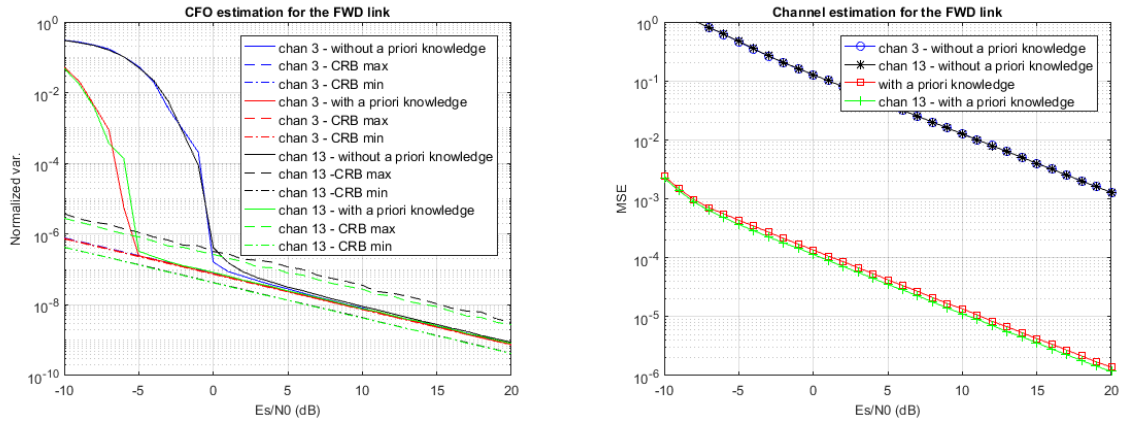 CFO estimation for the FWD link
Normalized var.
10^0
10^-2
10^-4
10^-6
10^-8
10^-10
chan 3 - without a priori knowledge
chan 3 - CRB max
chan 3 - CRB min
chan 3 - with a priori knowledge
chan 3 - CRB max
chan 3 - CRB min
chan 13 - without a priori knowledge
chan 13 -CRB max
chan 13 - CRB min
chan 13 - with a priori knowledge
chan 13 - CRB max
chan 13 - CRB min
-10 -5 0 5 10 15 20
Es/N0 (dB)
Channel estimation for the FWD link
MSE
10^0
10^-1
10^-2
10^-3
10^-4
10^-5
10^-6
chan 3 - without a priori knowledge
chan 13 - without a priori knowledge
with a priori knowledge
chan 13 - with a priori knowledge
-10 -5 0 5 10 15 20
Es/N0 (dB)